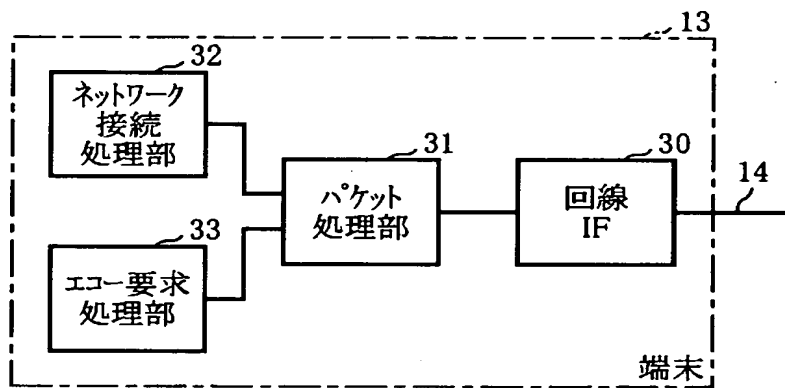 13
32
ネットワーク
接続
処理部
31
パケット
処理部
30
回線
IF
14
33
エコー要求
処理部
端末